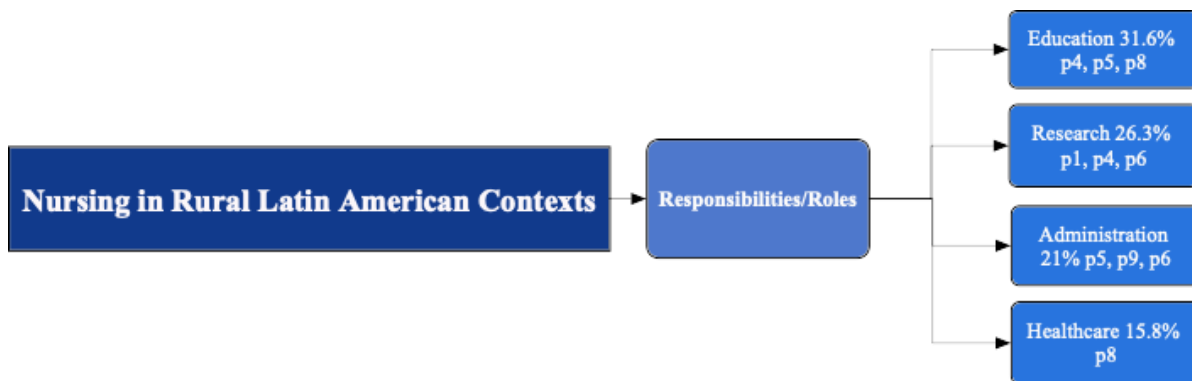 Nursing in Rural Latin American Contexts
Responsibilities/Roles
Education 31.6%
p4, p5, p8
Research 26.3%
p1, p4, p6
Administration
21% p5, p9, p6
Healthcare 15.8%
p8